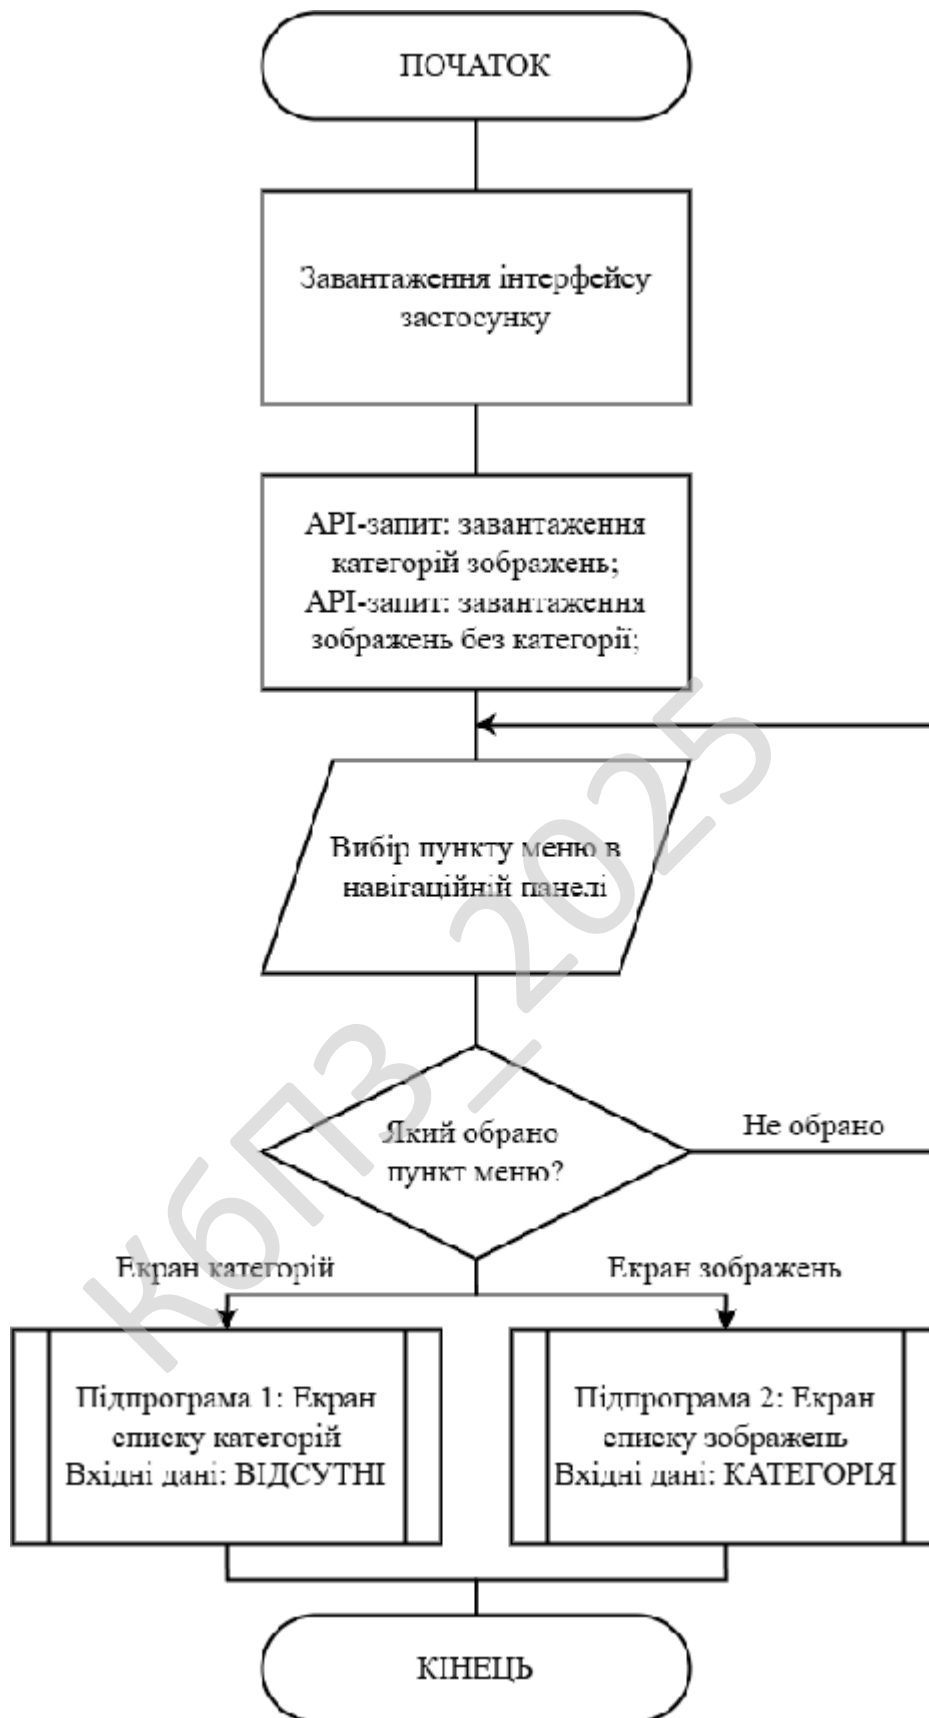 ПОЧАТОК
Завантаження інтерфейсу
застосунку
API-запит: завантаження
категорій зображень;
API-запит: завантаження
зображень без категорії;
Вибір пункту меню в
навігаційній панелі
Який обрано
пункт меню?
Не обрано
Екран категорій
Екран зображень
Підпрограма 1: Екран
списку категорій
Вхідні дані: ВІДСУТНІ
Підпрограма 2: Екран
списку зображень
Вхідні дані: КАТЕГОРІЯ
КІНЕЦЬ
КБПЗ_2025